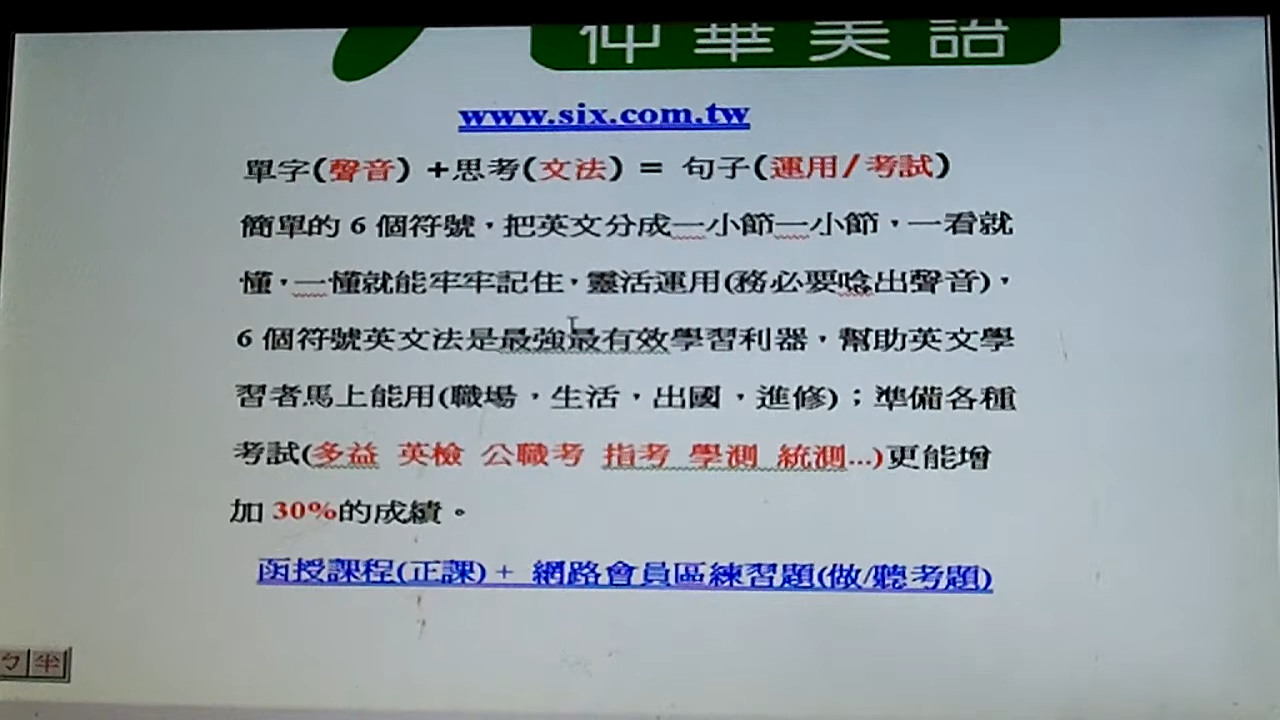 仲華美語
www.six.com.tw
單字(聲音) +思考(文法) = 句子(運用/考試)
簡單的 6 個符號，把英文分成一小節一小節，一看就
懂，一懂就能牢牢記住，靈活運用(務必要唸出聲音)，
6 個符號英文法是最強最有效學習利器，幫助英文學
習者馬上能用(職場，生活，出國，進修)；準備各種
考試(多益 英檢 公職考 指考 學測 統測...)更能增
加 30%的成績。
函授課程(正課) + 網路會員區練習題(做/聽考題)
ㄅ半